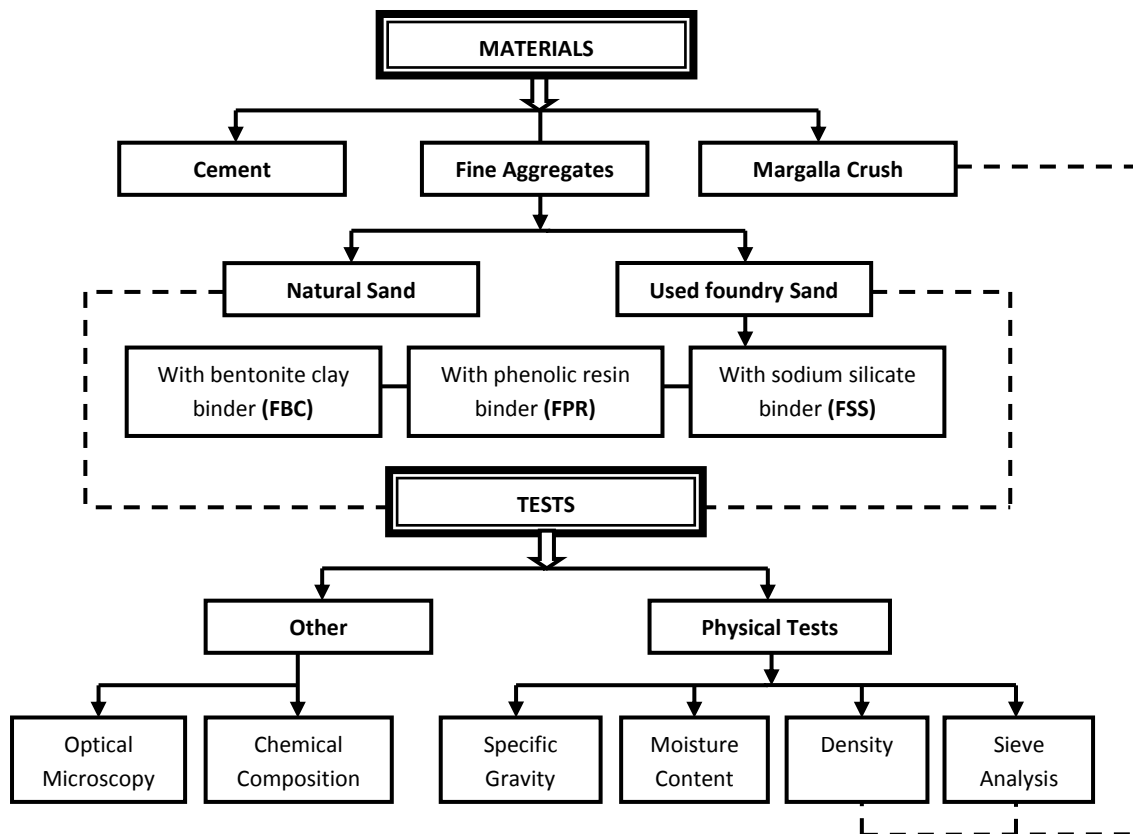 MATERIALS
Cement
Fine Aggregates
Margalla Crush
Natural Sand
Used foundry Sand
With bentonite clay
binder (FBC)
With phenolic resin
binder (FPR)
With sodium silicate
binder (FSS)
TESTS
Other
Physical Tests
Optical
Microscopy
Chemical
Composition
Specific
Gravity
Moisture
Content
Density
Sieve
Analysis